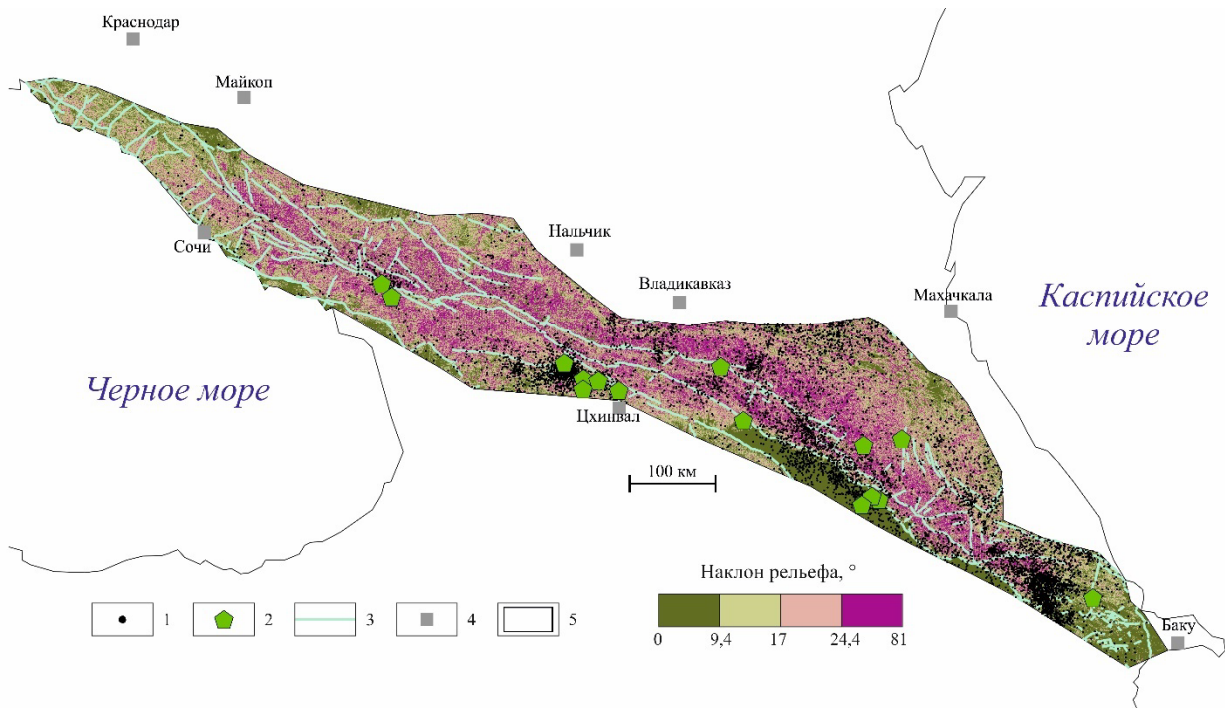 Краснодар
Майкоп
Сочи
Нальчик
Владикавказ
Махачкала
Каспийское
море
Черное море
Цхинвал
100 км
Наклон рельефа, °
0 9,4 17 24,4 81
1 2 3 4 5
Баку